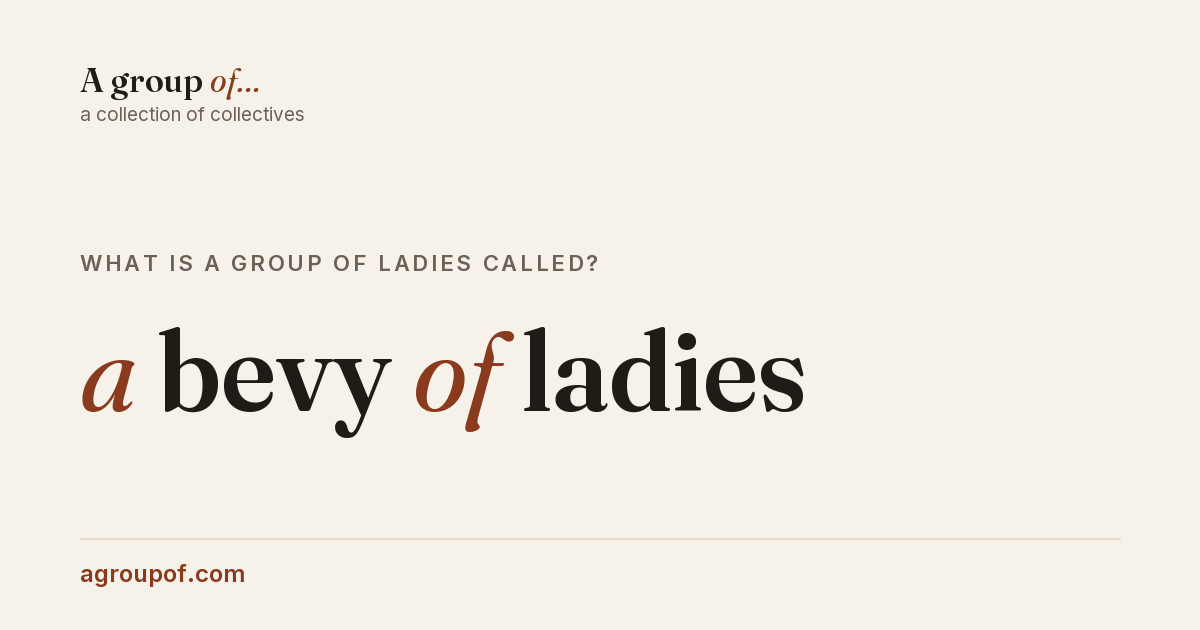 A group of...
a collection of collectives
WHAT IS A GROUP OF LADIES CALLED?
a bevy of ladies
agroupof.com